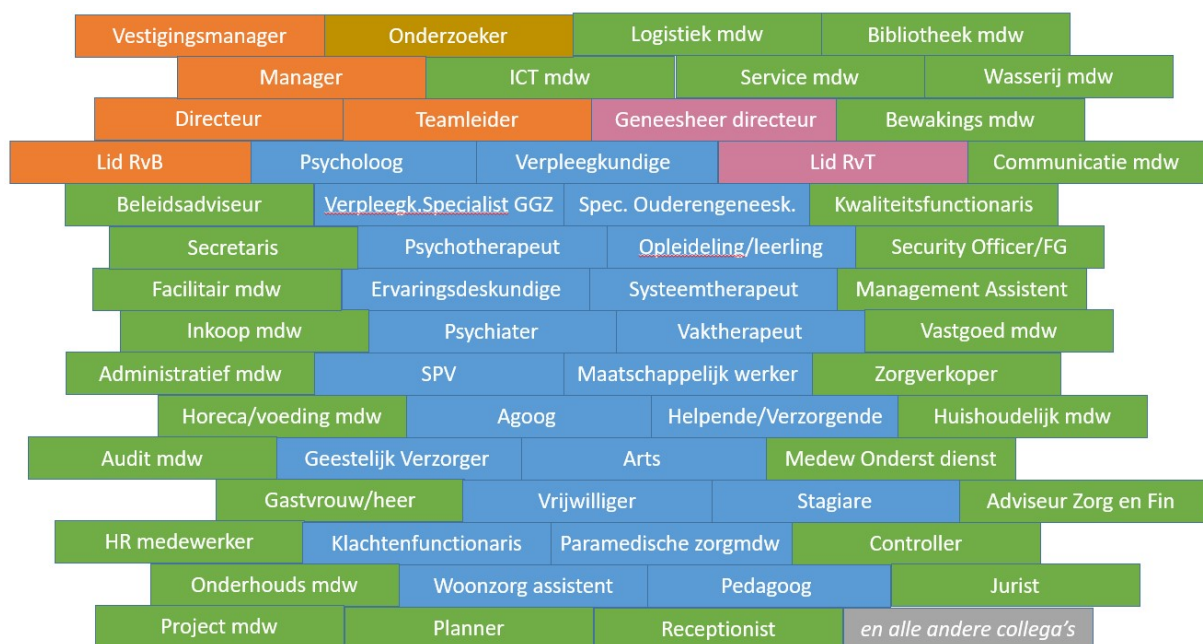 Vestigingsmanager Onderzoeker Logistiek mdw Bibliotheek mdw
Manager ICT mdw Service mdw Wasserij mdw
Directeur Teamleider Geneesheer directeur Bewakings mdw
Lid RvB Psycholoog Verpleegkundige Lid RvT Communicatie mdw
Beleidsadviseur Verpleegk.Specialist GGZ Spec. Ouderengeneesk. Kwaliteitsfunctionaris
Secretaris Psychotherapeut Opleideling/leerling Security Officer/FG
Facilitair mdw Ervaringsdeskundige Systeemtherapeut Management Assistent
Inkoop mdw Psychiater Vaktherapeut Vastgoed mdw
Administratief mdw SPV Maatschappelijk werker Zorgverkoper
Horeca/voeding mdw Agoog Helpende/Verzorgende Huishoudelijk mdw
Audit mdw Geestelijk Verzorger Arts Medew Onderst dienst
Gastvrouw/heer Vrijwilliger Stagiare Adviseur Zorg en Fin
HR medewerker Klachtenfunctionaris Paramedische zorgmdw Controller
Onderhouds mdw Woonzorg assistent Pedagoog Jurist
Project mdw Planner Receptionist en alle andere collega's